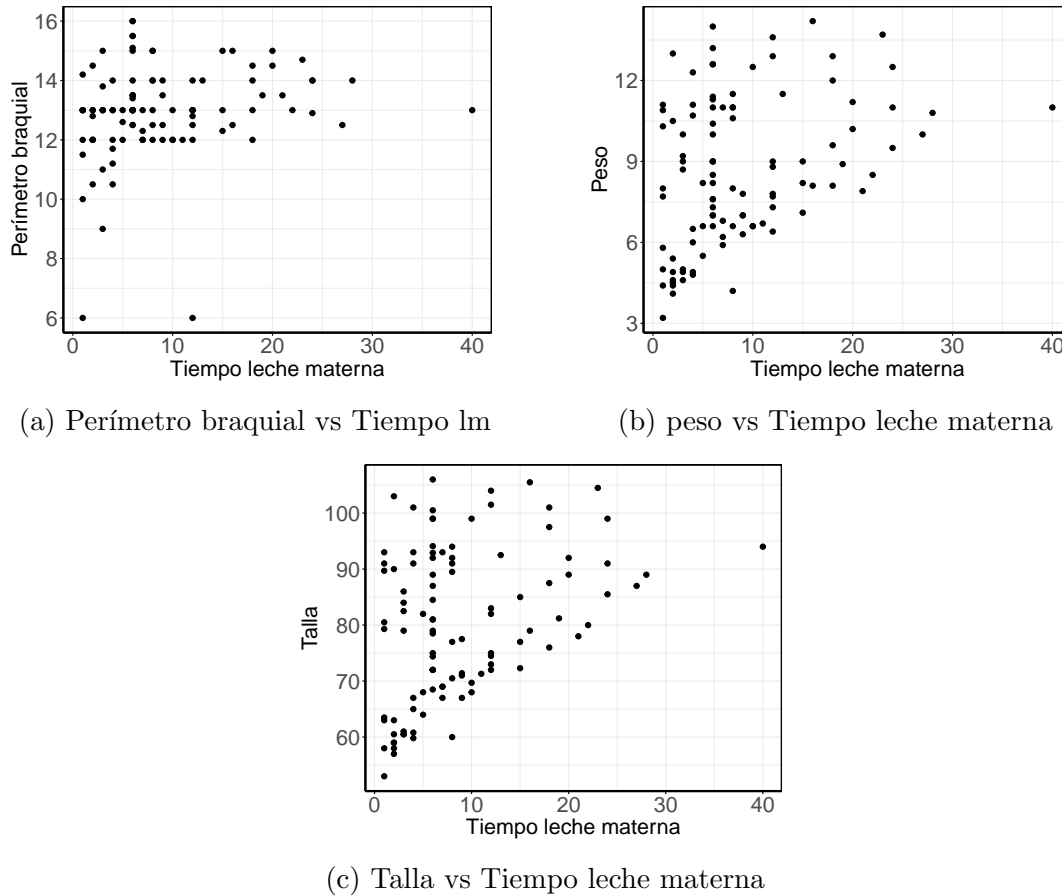 16
14
12
10
8
6
Perímetro braquial
0 10 20 30 40
Tiempo leche materna
(a) Perímetro braquial vs Tiempo lm
12
9
6
3
Peso
0 10 20 30 40
Tiempo leche materna
(b) peso vs Tiempo leche materna
100
90
80
70
60
Talla
0 10 20 30 40
Tiempo leche materna
(c) Talla vs Tiempo leche materna